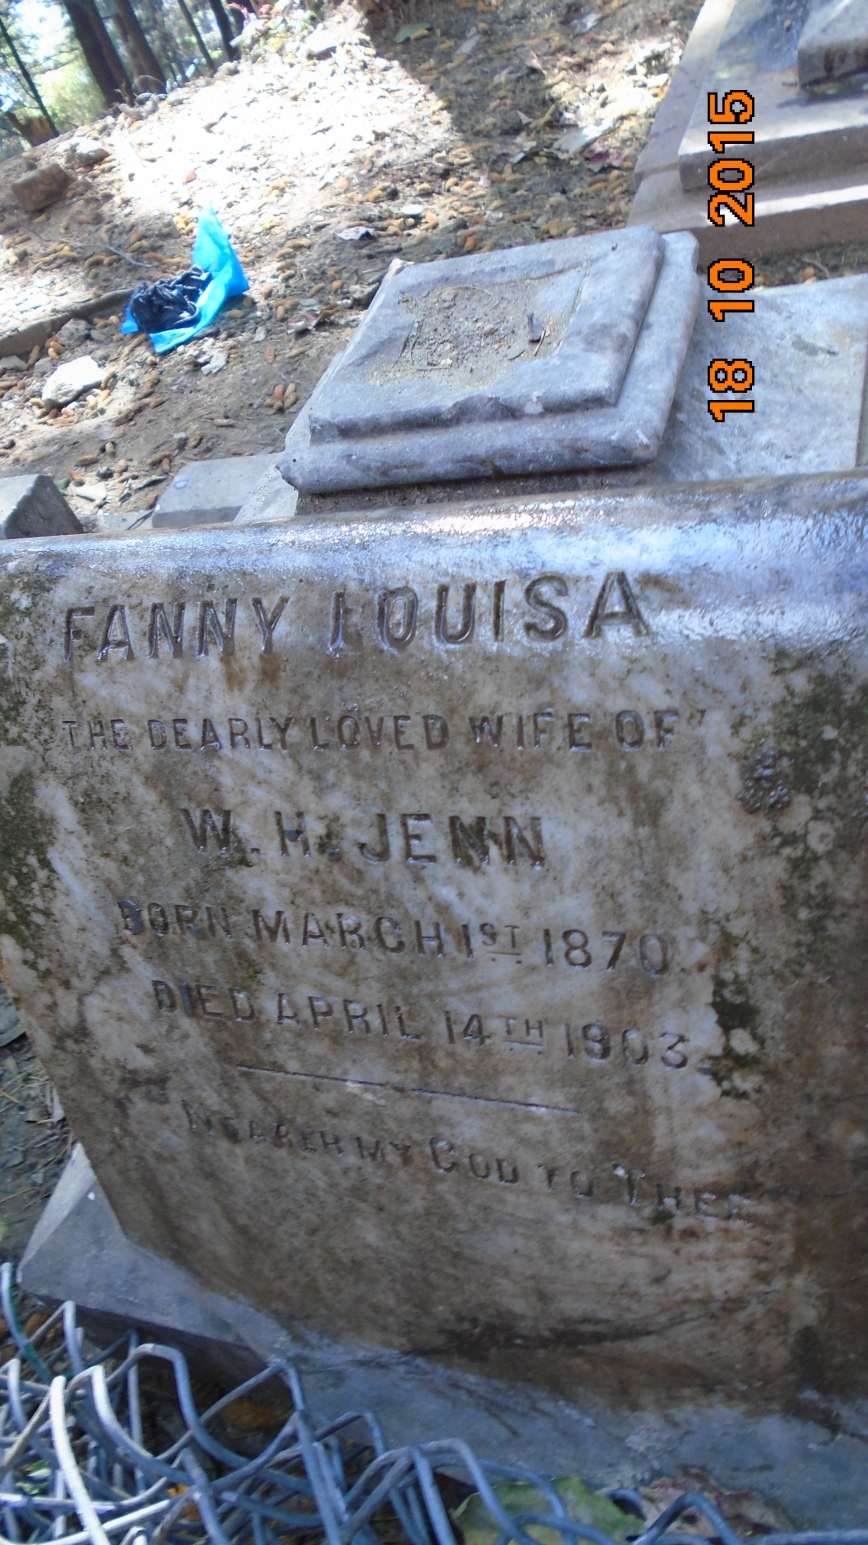 FANNY LOUISA
THE DEARLY LOVED WIFE OF
W. H. JENN
BORN MARCH 1ST 1870
DIED APRIL 14TH 1903.
NEARER MY GOD TO THEE
18 10 2015